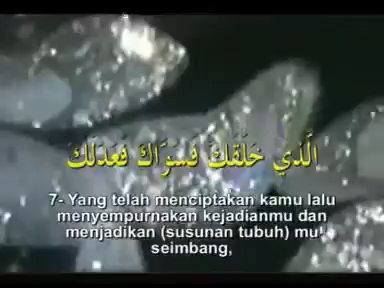 الَّذِي خَلَقَكَ فَسَوَّاكَ فَعَدَلَكَ
7- Yang telah menciptakan kamu lalu
menyempurnakan kejadianmu dan
menjadikan (susunan tubuh) mu
seimbang,